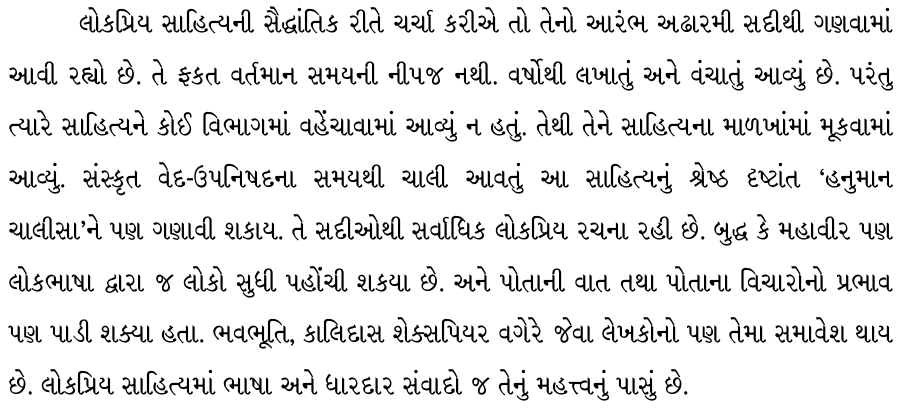 લોકપ્રિય સાહિત્યની સૈદ્ધાંતિક રીતે ચર્ચા કરીએ તો તેનો આરંભ અઢારમી સદીથી ગણવામાં
આવી રહ્યો છે. તે ફકત વર્તમાન સમયની નીપજ નથી. વર્ષોથી લખાતું અને વંચાતું આવ્યું છે. પરંતુ
ત્યારે સાહિત્યને કોઈ વિભાગમાં વહેંચાવામાં આવ્યું ન હતું. તેથી તેને સાહિત્યના માળખાંમાં મૂકવામાં
આવ્યું. સંસ્કૃત વેદ-ઉપનિષદના સમયથી ચાલી આવતું આ સાહિત્યનું શ્રેષ્ઠ દૃષ્ટાંત ‘હનુમાન
ચાલીસા’ને પણ ગણાવી શકાય. તે સદીઓથી સર્વાધિક લોકપ્રિય રચના રહી છે. બુદ્ધ કે મહાવીર પણ
લોકભાષા દ્વારા જ લોકો સુધી પહોંચી શકયા છે. અને પોતાની વાત તથા પોતાના વિચારોનો પ્રભાવ
પણ પાડી શક્યા હતા. ભવભૂતિ, કાલિદાસ શેક્સપિયર વગેરે જેવા લેખકોનો પણ તેમા સમાવેશ થાય
છે. લોકપ્રિય સાહિત્યમાં ભાષા અને ધારદાર સંવાદો જ તેનું મહત્ત્વનું પાસું છે.